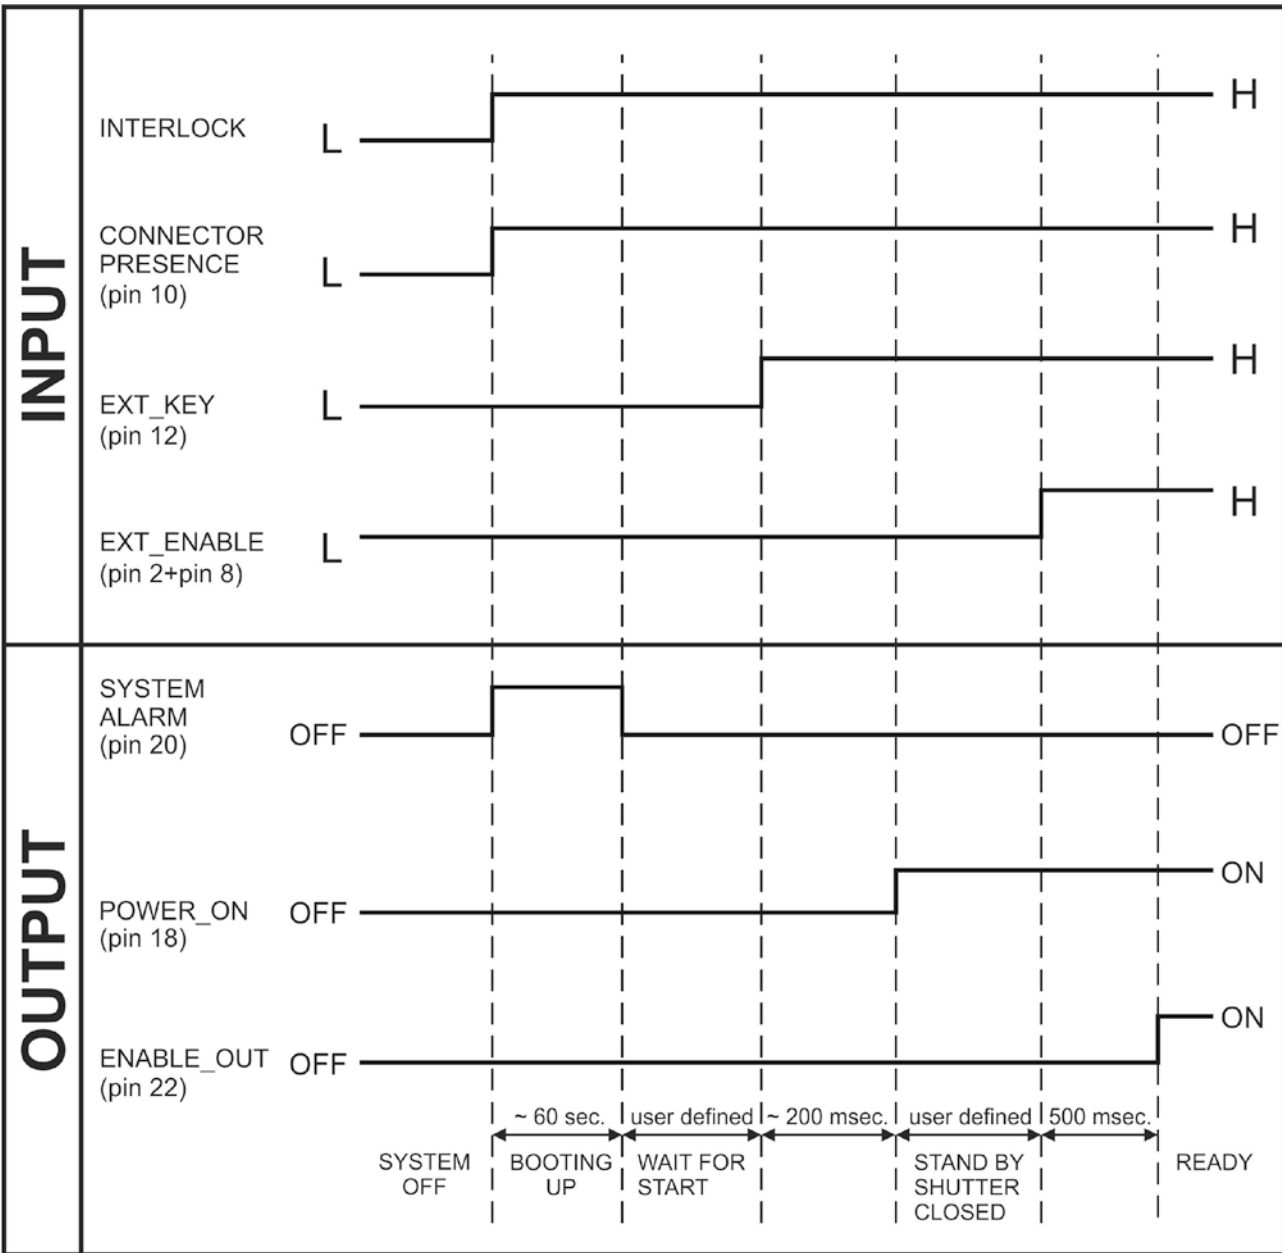 INPUT
INTERLOCK
L
H
CONNECTOR
PRESENCE
(pin 10)
L
H
EXT_KEY
(pin 12)
L
H
EXT_ENABLE
(pin 2+pin 8)
L
H
OUTPUT
SYSTEM
ALARM
(pin 20)
OFF
OFF
POWER_ON
(pin 18)
OFF
ON
ENABLE_OUT
(pin 22)
OFF
ON
~ 60 sec.
user defined
~ 200 msec.
user defined
500 msec.
SYSTEM
OFF
BOOTING
UP
WAIT FOR
START
STAND BY
SHUTTER
CLOSED
READY